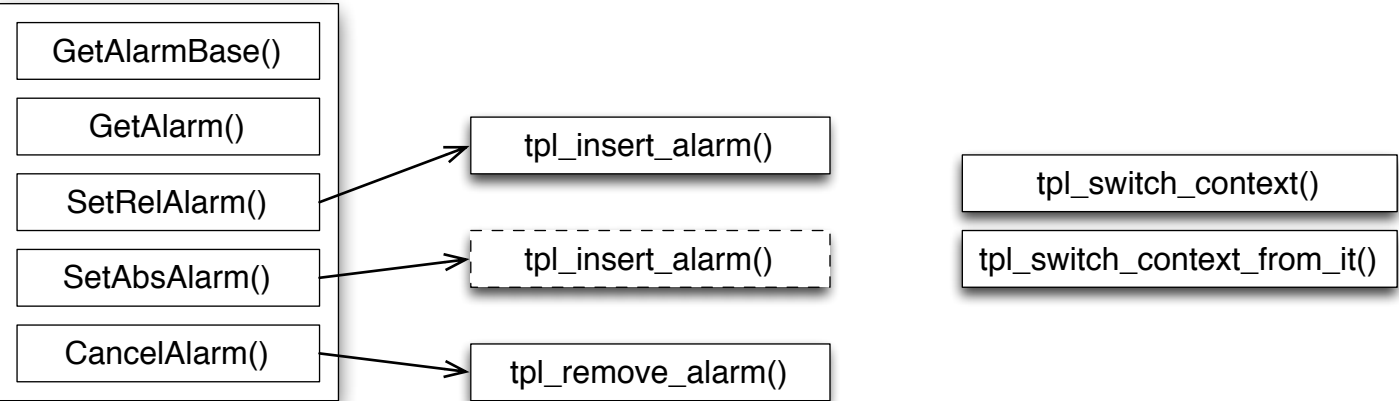 GetAlarmBase()
GetAlarm()
SetRelAlarm()
SetAbsAlarm()
CancelAlarm()
tpl_insert_alarm()
tpl_insert_alarm()
tpl_remove_alarm()
tpl_switch_context()
tpl_switch_context_from_it()